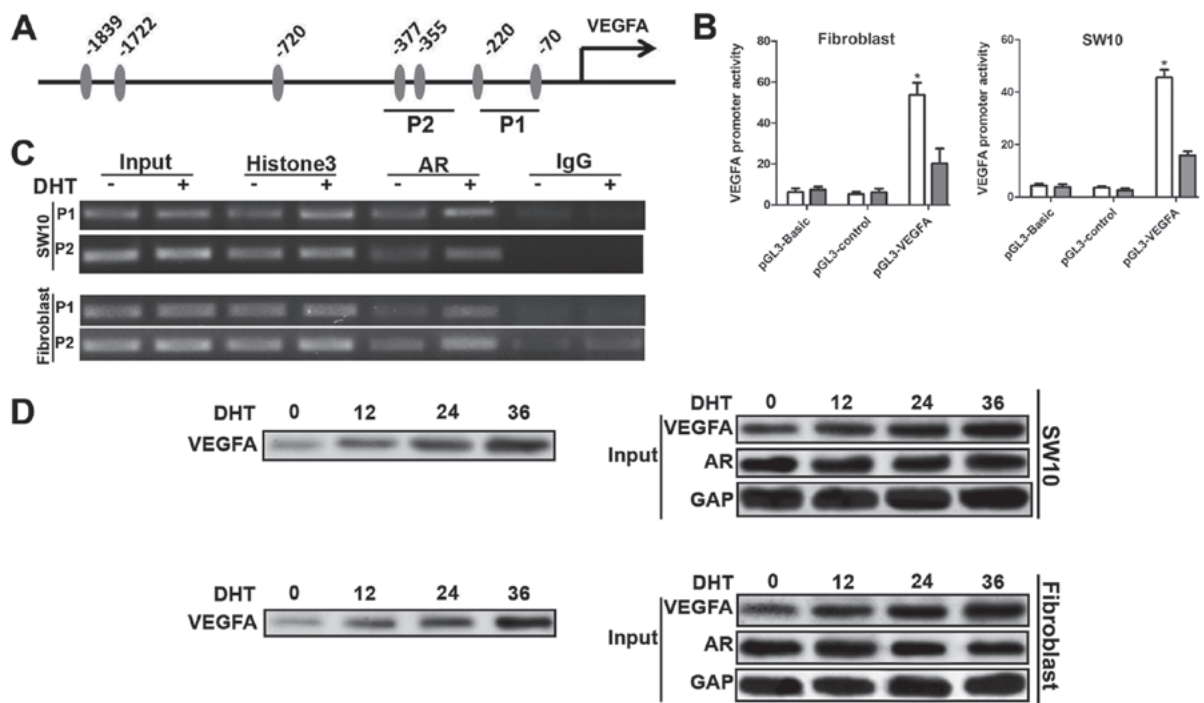 A
-1839
-1722
-720
-377
-355
-220
-70
VEGFA
P2
P1
B
Fibroblast
VEGFA promoter activity
80
60
40
20
0
*
pGL3-Basic
pGL3-control
pGL3-VEGFA
SW10
VEGFA promoter activity
60
40
20
0
*
pGL3-Basic
pGL3-control
pGL3-VEGFA
C
Input Histone3 AR IgG
DHT - + - + - + - +
SW10
P1
P2
Fibroblast
P1
P2
D
DHT 0 12 24 36
VEGFA
DHT 0 12 24 36
Input
VEGFA
AR
GAP
SW10
DHT 0 12 24 36
VEGFA
DHT 0 12 24 36
Input
VEGFA
AR
GAP
Fibroblast